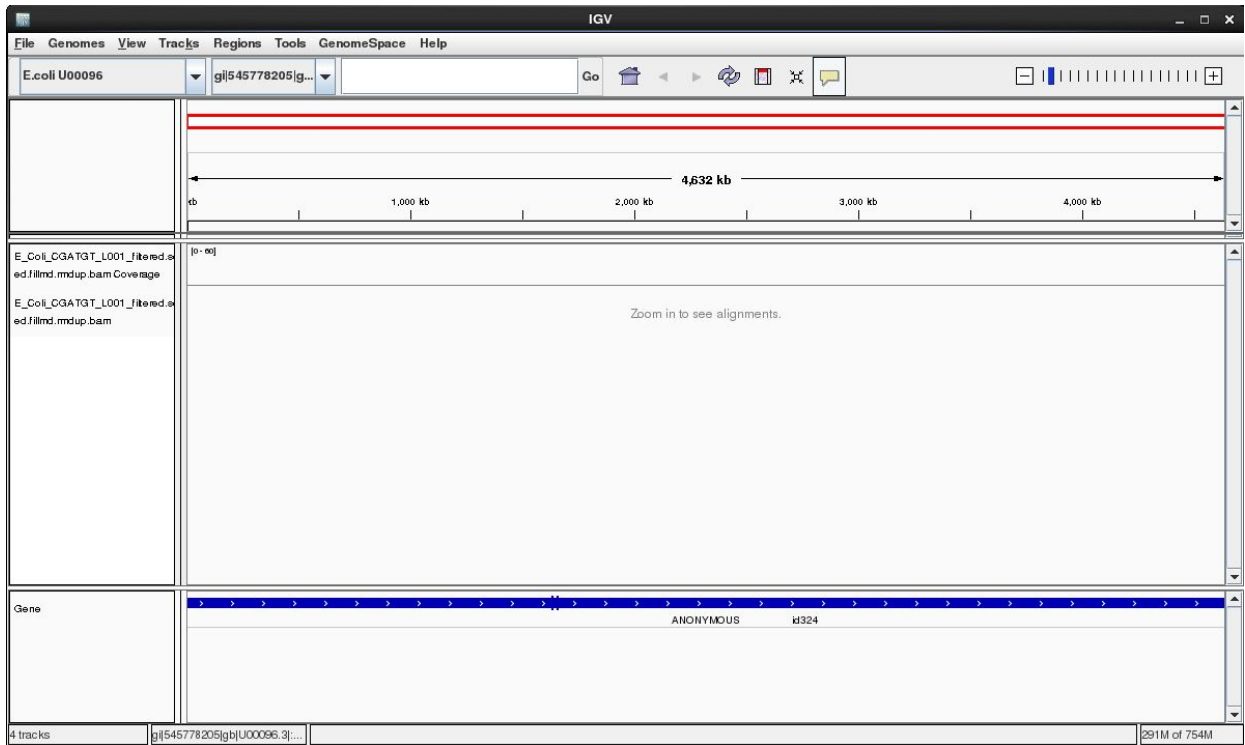 IGV
File Genomes View Tracks Regions Tools GenomeSpace Help
E.coli U00096 gi|545778205|g... Go
4,632 kb
kb 1,000 kb 2,000 kb 3,000 kb 4,000 kb
E_Coli_CGATGT_L001_filtered.s
ed.fillmd.rmdup.bam Coverage
[0 - 60]
E_Coli_CGATGT_L001_filtered.s
ed.fillmd.rmdup.bam
Zoom in to see alignments.
Gene
ANONYMOUS id324
4 tracks gi|545778205|gb|U00096.3|:... 291M of 754M